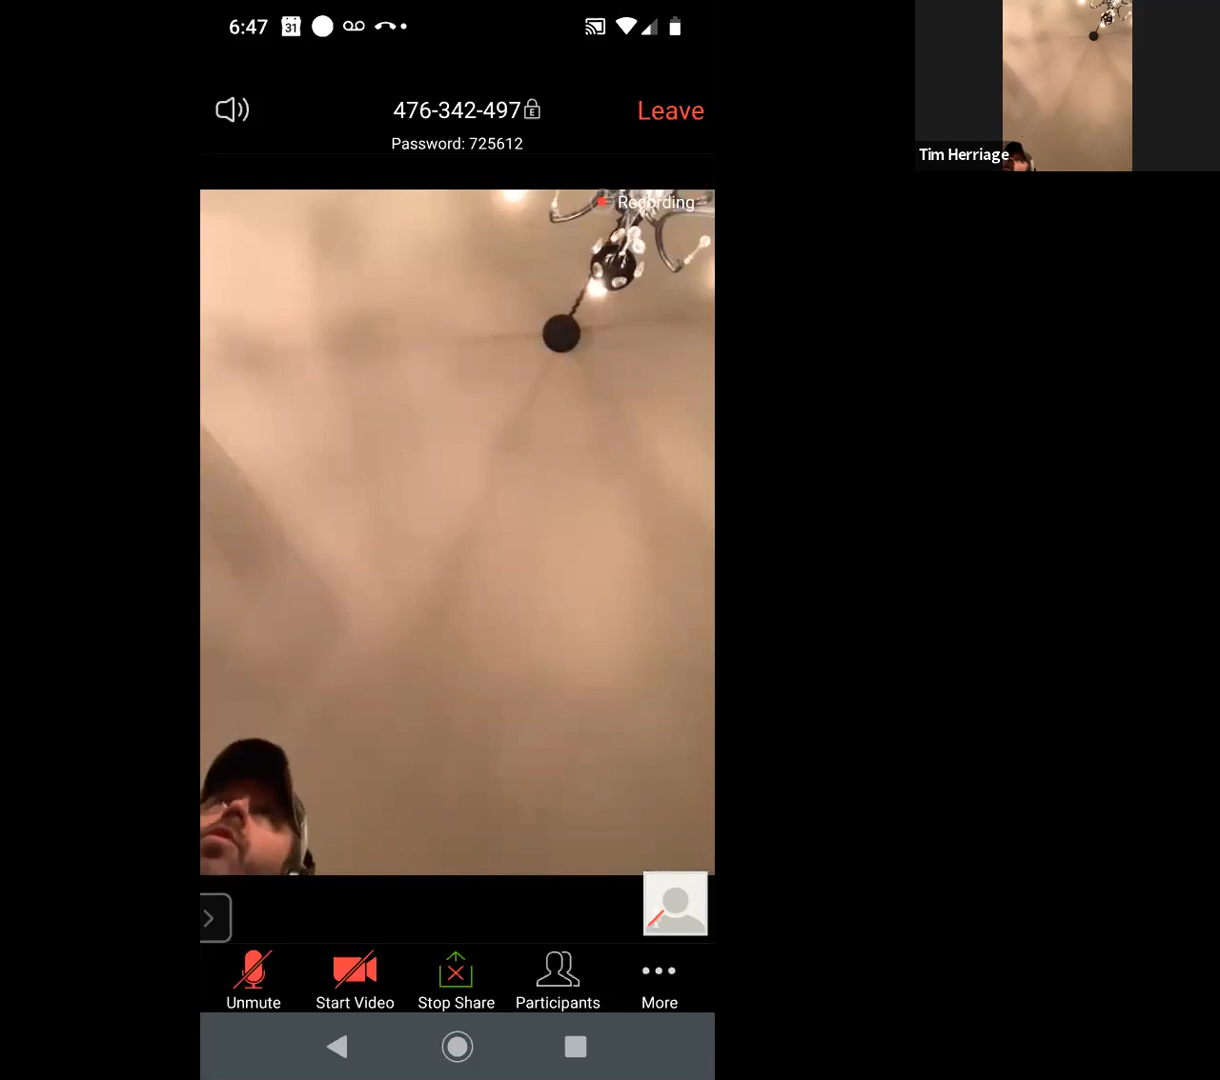 6:47 31
476-342-497 E
Leave
Password: 725612
Recording
Tim Herriage
Unmute
Start Video
Stop Share
Participants
More